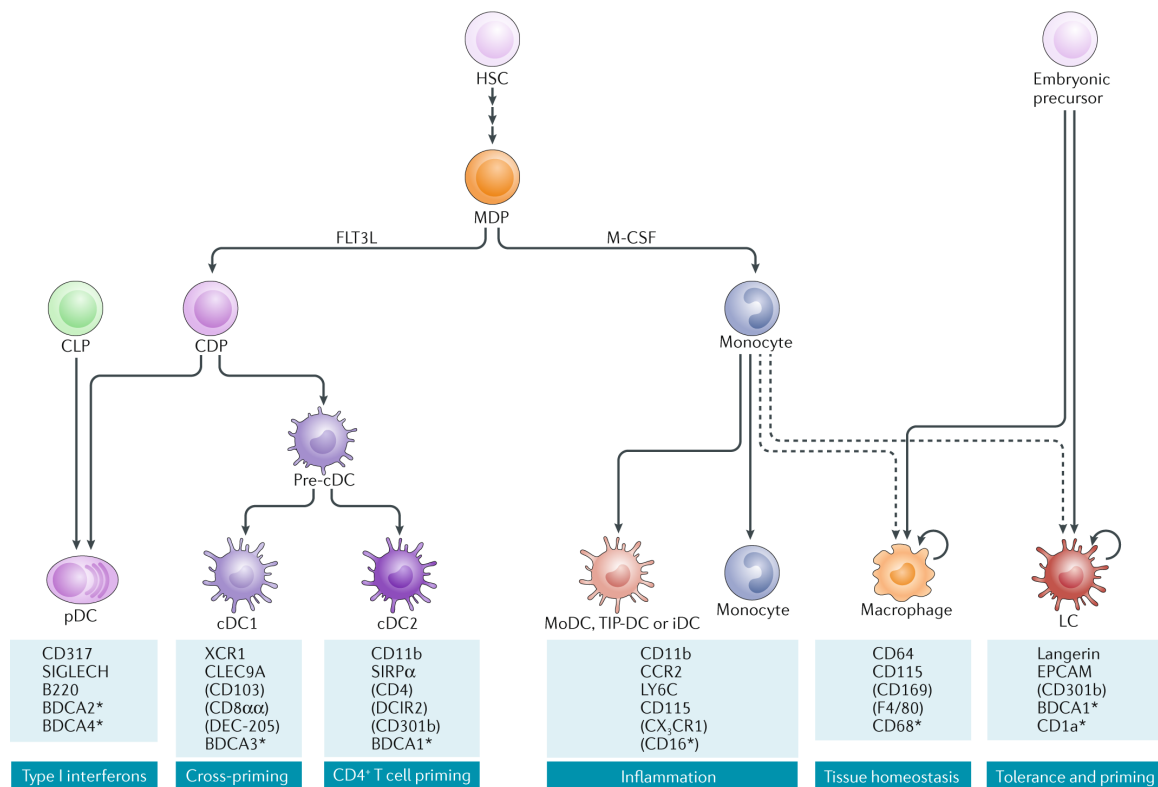 HSC
Embryonic
precursor
MDP
FLT3L
M-CSF
CLP
CDP
Monocyte
Pre-cDC
pDC
cDC1
cDC2
MoDC, TIP-DC or iDC
Monocyte
Macrophage
LC
CD317
SIGLECH
B220
BDCA2*
BDCA4*
XCR1
CLEC9A
(CD103)
(CD8αα)
(DEC-205)
BDCA3*
CD11b
SIRPα
(CD4)
(DCIR2)
(CD301b)
BDCA1*
CD11b
CCR2
LY6C
CD115
(CX₃CR1)
(CD16*)
CD64
CD115
(CD169)
(F4/80)
CD68*
Langerin
EPCAM
(CD301b)
BDCA1*
CD1a*
Type I interferons
Cross-priming
CD4⁺ T cell priming
Inflammation
Tissue homeostasis
Tolerance and priming